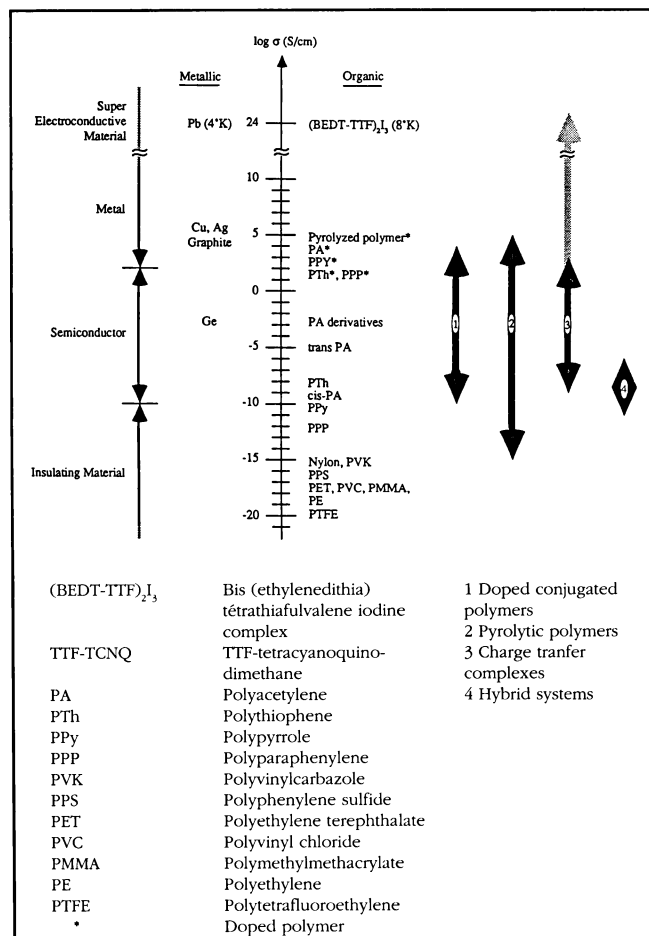 log σ (S/cm)
Metallic
Organic
Super
Electroconductive
Material
Pb (4°K)
24
(BEDT-TTF)₂I₃ (8°K)
10
Metal
Cu, Ag
Graphite
5
Pyrolyzed polymer*
PA*
PPY*
PTh*, PPP*
0
Semiconductor
Ge
PA derivatives
-5
trans PA
PTh
cis-PA
-10
PPy
PPP
-15
Nylon, PVK
Insulating Material
PPS
PET, PVC, PMMA,
PE
-20
PTFE
1
2
3
4
(BEDT-TTF)₂I₃
Bis (ethylenedithia)
tétrathiafulvalene iodine
complex
TTF-TCNQ
TTF-tetracyanoquino-
dimethane
PA
Polyacetylene
PTh
Polythiophene
PPy
Polypyrrole
PPP
Polyparaphenylene
PVK
Polyvinylcarbazole
PPS
Polyphenylene sulfide
PET
Polyethylene terephthalate
PVC
Polyvinyl chloride
PMMA
Polymethylmethacrylate
PE
Polyethylene
PTFE
Polytetrafluoroethylene
*
Doped polymer
1 Doped conjugated
polymers
2 Pyrolytic polymers
3 Charge tranfer
complexes
4 Hybrid systems